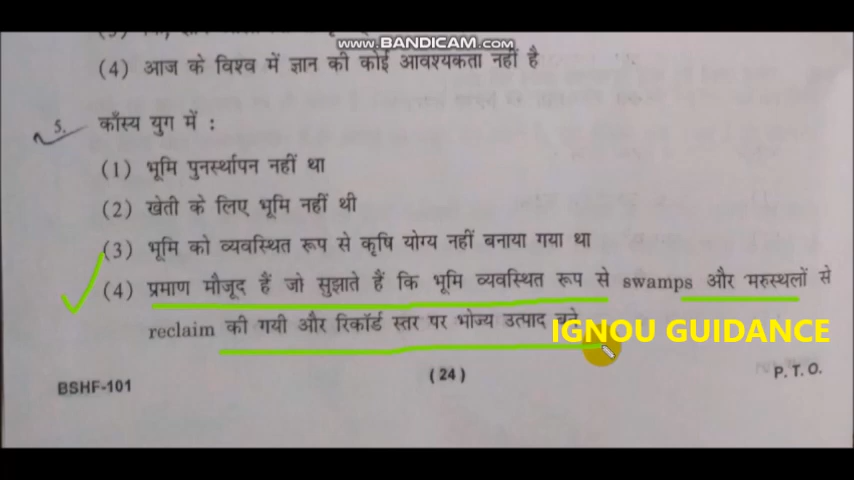 www.BANDICAM.com
(4) आज के विश्व में ज्ञान की कोई आवश्यकता नहीं है
5. काँस्य युग में :
(1) भूमि पुनर्स्थापन नहीं था
(2) खेती के लिए भूमि नहीं थी
(3) भूमि को व्यवस्थित रूप से कृषि योग्य नहीं बनाया गया था
(4) प्रमाण मौजूद हैं जो सुझाते हैं कि भूमि व्यवस्थित रूप से swamps और मरुस्थलों से
reclaim की गयी और रिकॉर्ड स्तर पर भोज्य उत्पाद
IGNOU GUIDANCE
BSHF-101 (24) P. T. O.